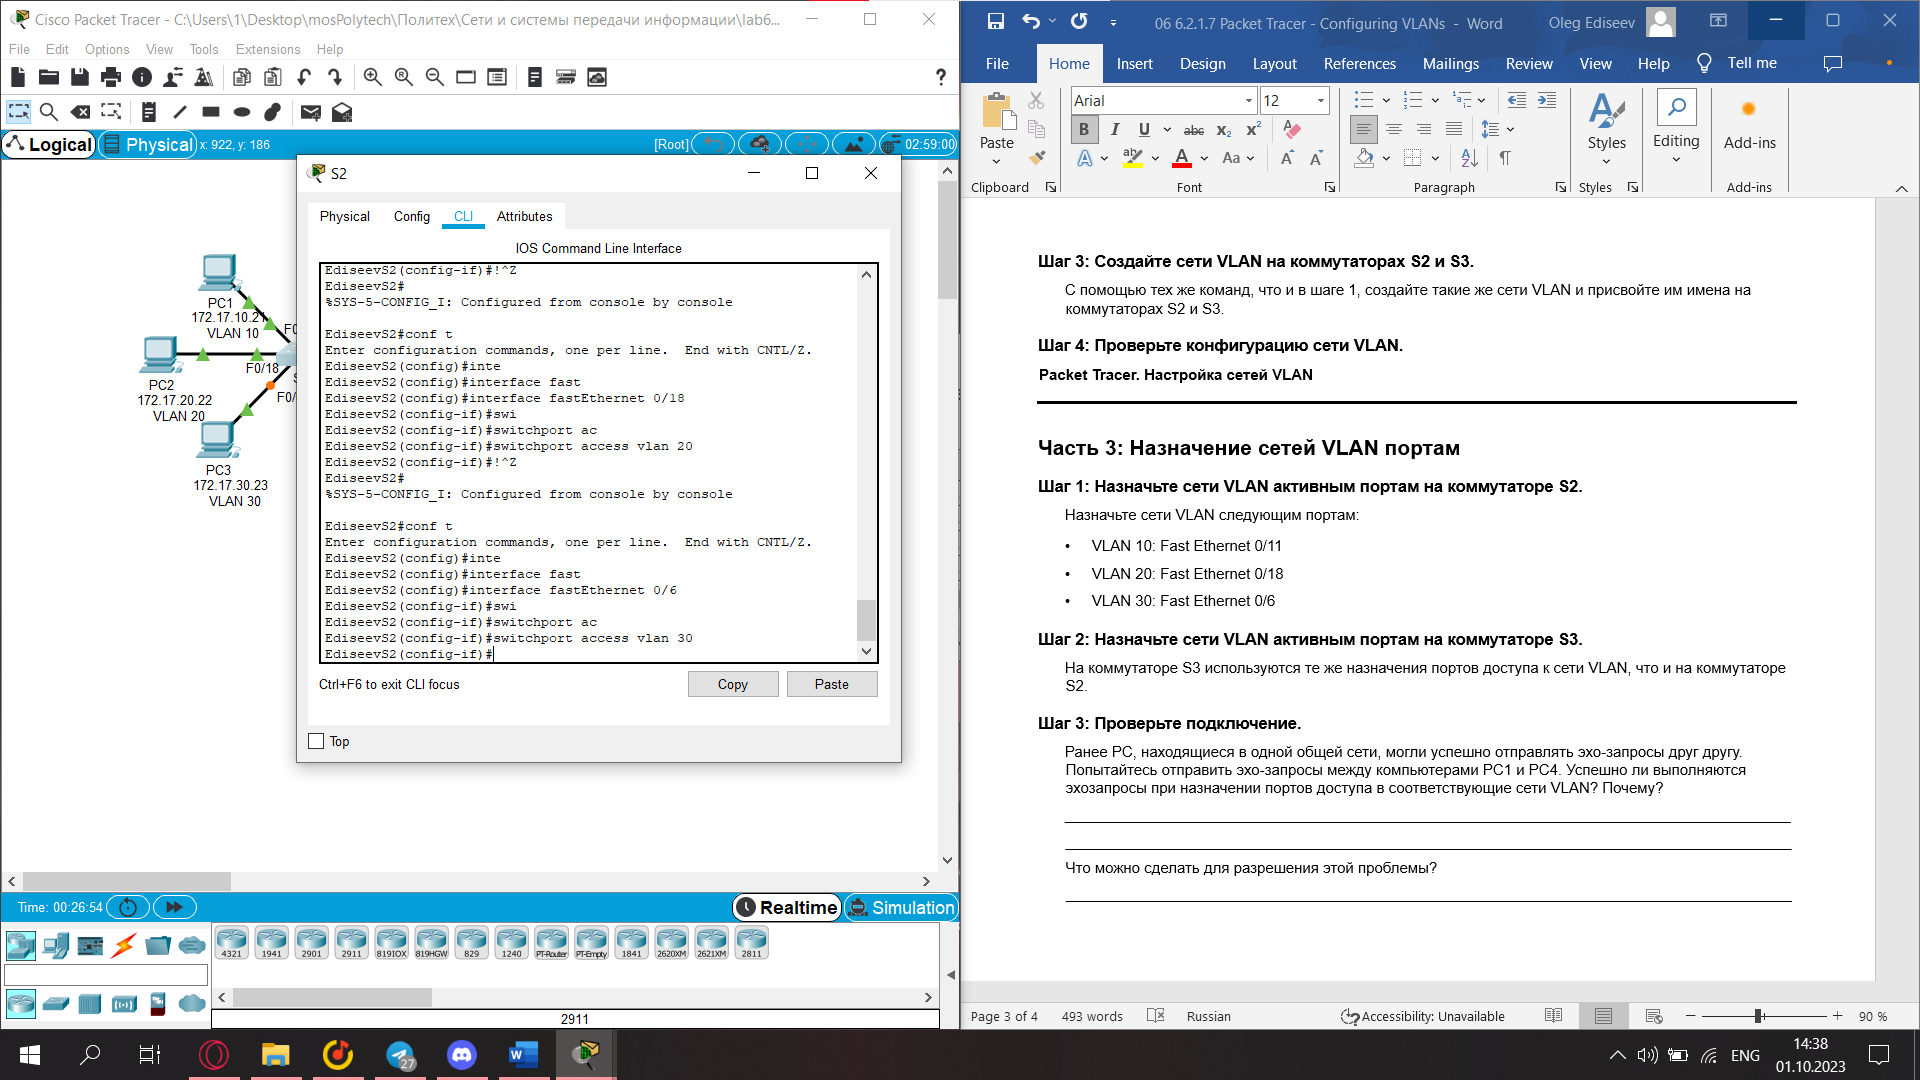 Cisco Packet Tracer - C:\Users\1\Desktop\mosPolytech\Политех\Сети и системы передачи информации\lab6...
File Edit Options View Tools Extensions Help
Logical
Physical
x: 922, y: 186
[Root]
02:59:00
PC1
172.17.10.21
VLAN 10
F0/18
PC2
172.17.20.22
VLAN 20
F0/
PC3
172.17.30.23
VLAN 30
S2
Physical Config CLI Attributes
IOS Command Line Interface
EdiseevS2(config-if)#!^Z
EdiseevS2#
%SYS-5-CONFIG_I: Configured from console by console
EdiseevS2#conf t
Enter configuration commands, one per line. End with CNTL/Z.
EdiseevS2(config)#inte
EdiseevS2(config)#interface fast
EdiseevS2(config)#interface fastEthernet 0/18
EdiseevS2(config-if)#swi
EdiseevS2(config-if)#switchport ac
EdiseevS2(config-if)#switchport access vlan 20
EdiseevS2(config-if)#!^Z
EdiseevS2#
%SYS-5-CONFIG_I: Configured from console by console
EdiseevS2#conf t
Enter configuration commands, one per line. End with CNTL/Z.
EdiseevS2(config)#inte
EdiseevS2(config)#interface fast
EdiseevS2(config)#interface fastEthernet 0/6
EdiseevS2(config-if)#swi
EdiseevS2(config-if)#switchport ac
EdiseevS2(config-if)#switchport access vlan 30
EdiseevS2(config-if)#
Ctrl+F6 to exit CLI focus
Copy
Paste
Top
Time: 00:26:54
Realtime
Simulation
4321 1941 2901 2911 819IOX 819HGW 829 1240 PT-Router PT-Empty 1841 2620XM 2621XM 2811
2911
06 6.2.1.7 Packet Tracer - Configuring VLANs - Word
Oleg Ediseev
File Home Insert Design Layout References Mailings Review View Help Tell me
Paste
Arial
12
Styles
Editing
Add-ins
Clipboard
Font
Paragraph
Styles
Add-ins
Шаг 3: Создайте сети VLAN на коммутаторах S2 и S3.
С помощью тех же команд, что и в шаге 1, создайте такие же сети VLAN и присвойте им имена на
коммутаторах S2 и S3.
Шаг 4: Проверьте конфигурацию сети VLAN.
Packet Tracer. Настройка сетей VLAN
Часть 3: Назначение сетей VLAN портам
Шаг 1: Назначьте сети VLAN активным портам на коммутаторе S2.
Назначьте сети VLAN следующим портам:
• VLAN 10: Fast Ethernet 0/11
• VLAN 20: Fast Ethernet 0/18
• VLAN 30: Fast Ethernet 0/6
Шаг 2: Назначьте сети VLAN активным портам на коммутаторе S3.
На коммутаторе S3 используются те же назначения портов доступа к сети VLAN, что и на коммутаторе
S2.
Шаг 3: Проверьте подключение.
Ранее PC, находящиеся в одной общей сети, могли успешно отправлять эхо-запросы друг другу.
Попытайтесь отправить эхо-запросы между компьютерами PC1 и PC4. Успешно ли выполняются
эхозапросы при назначении портов доступа в соответствующие сети VLAN? Почему?
Что можно сделать для разрешения этой проблемы?
Page 3 of 4
493 words
Russian
Accessibility: Unavailable
90 %
27
ENG
14:38
01.10.2023